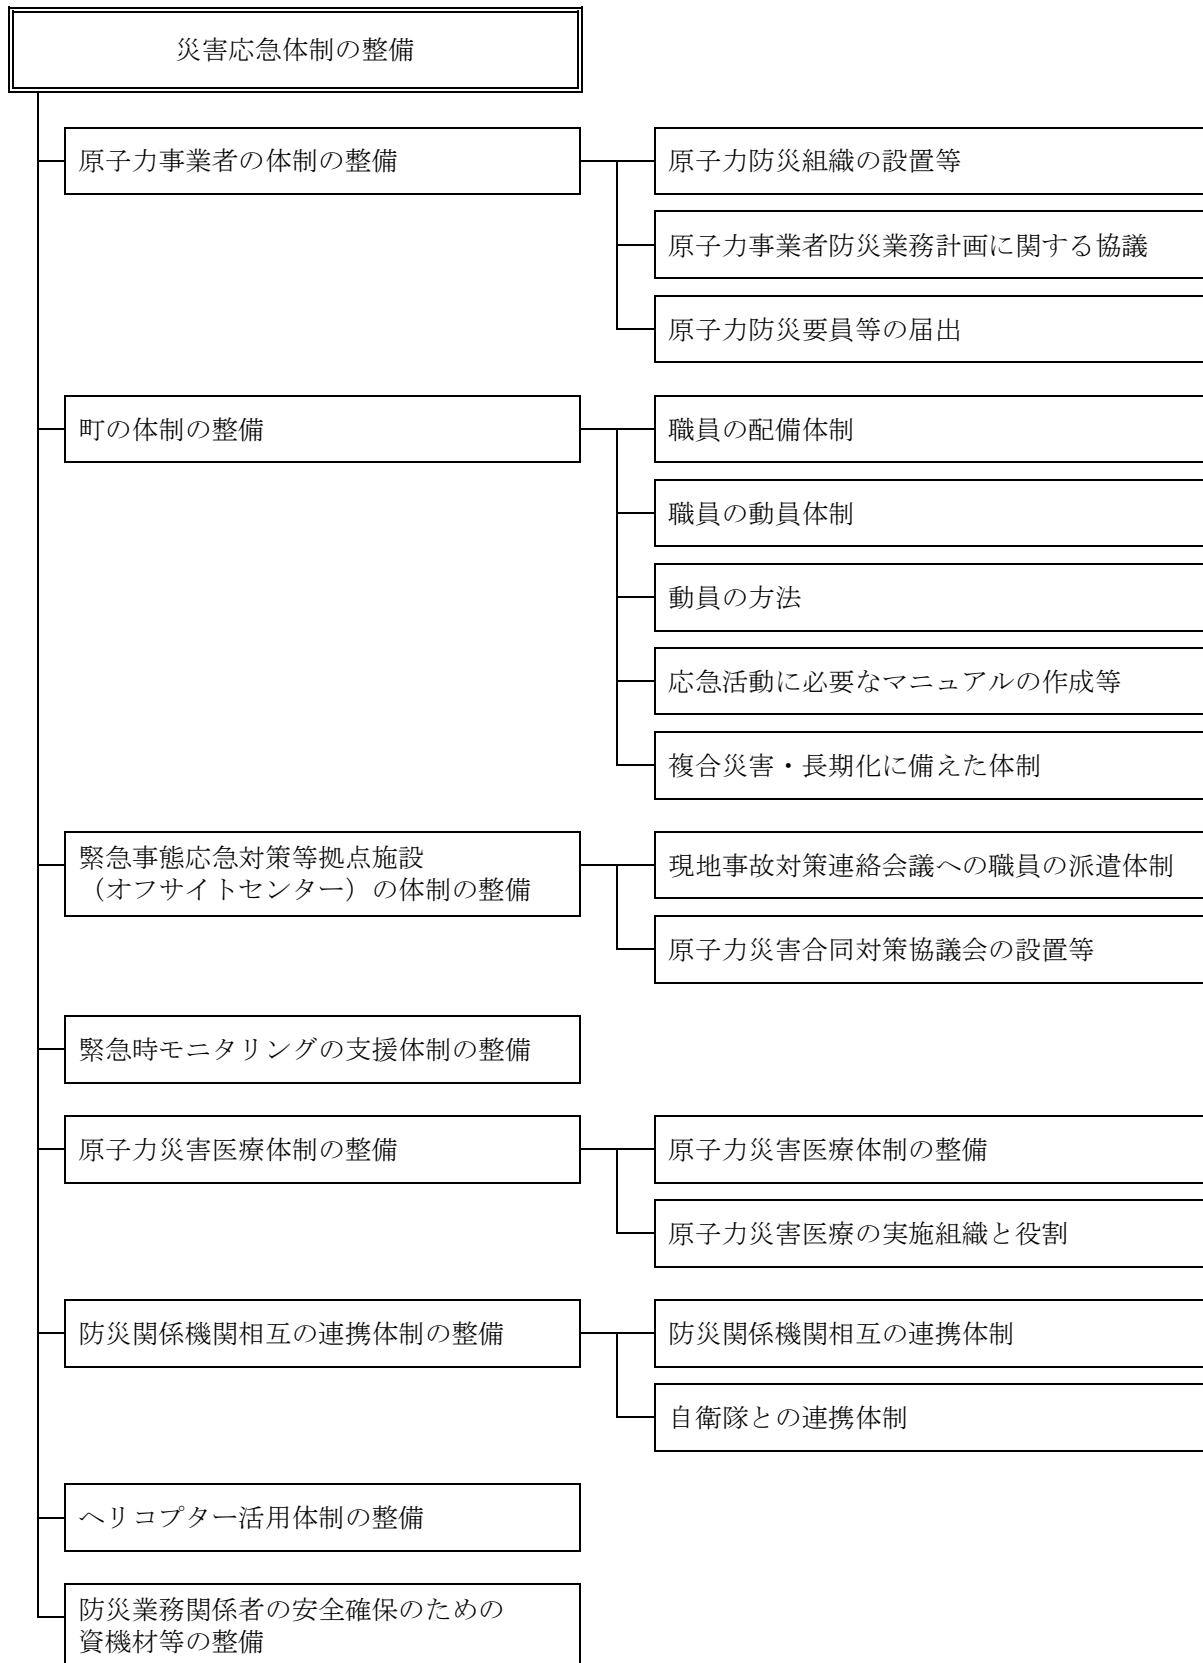 災害応急体制の整備
原子力事業者の体制の整備
原子力防災組織の設置等
原子力事業者防災業務計画に関する協議
原子力防災要員等の届出
町の体制の整備
職員の配備体制
職員の動員体制
動員の方法
応急活動に必要なマニュアルの作成等
複合災害・長期化に備えた体制
緊急事態応急対策等拠点施設
（オフサイトセンター）の体制の整備
現地事故対策連絡会議への職員の派遣体制
原子力災害合同対策協議会の設置等
緊急時モニタリングの支援体制の整備
原子力災害医療体制の整備
原子力災害医療体制の整備
原子力災害医療の実施組織と役割
防災関係機関相互の連携体制の整備
防災関係機関相互の連携体制
自衛隊との連携体制
ヘリコプター活用体制の整備
防災業務関係者の安全確保のための
資機材等の整備